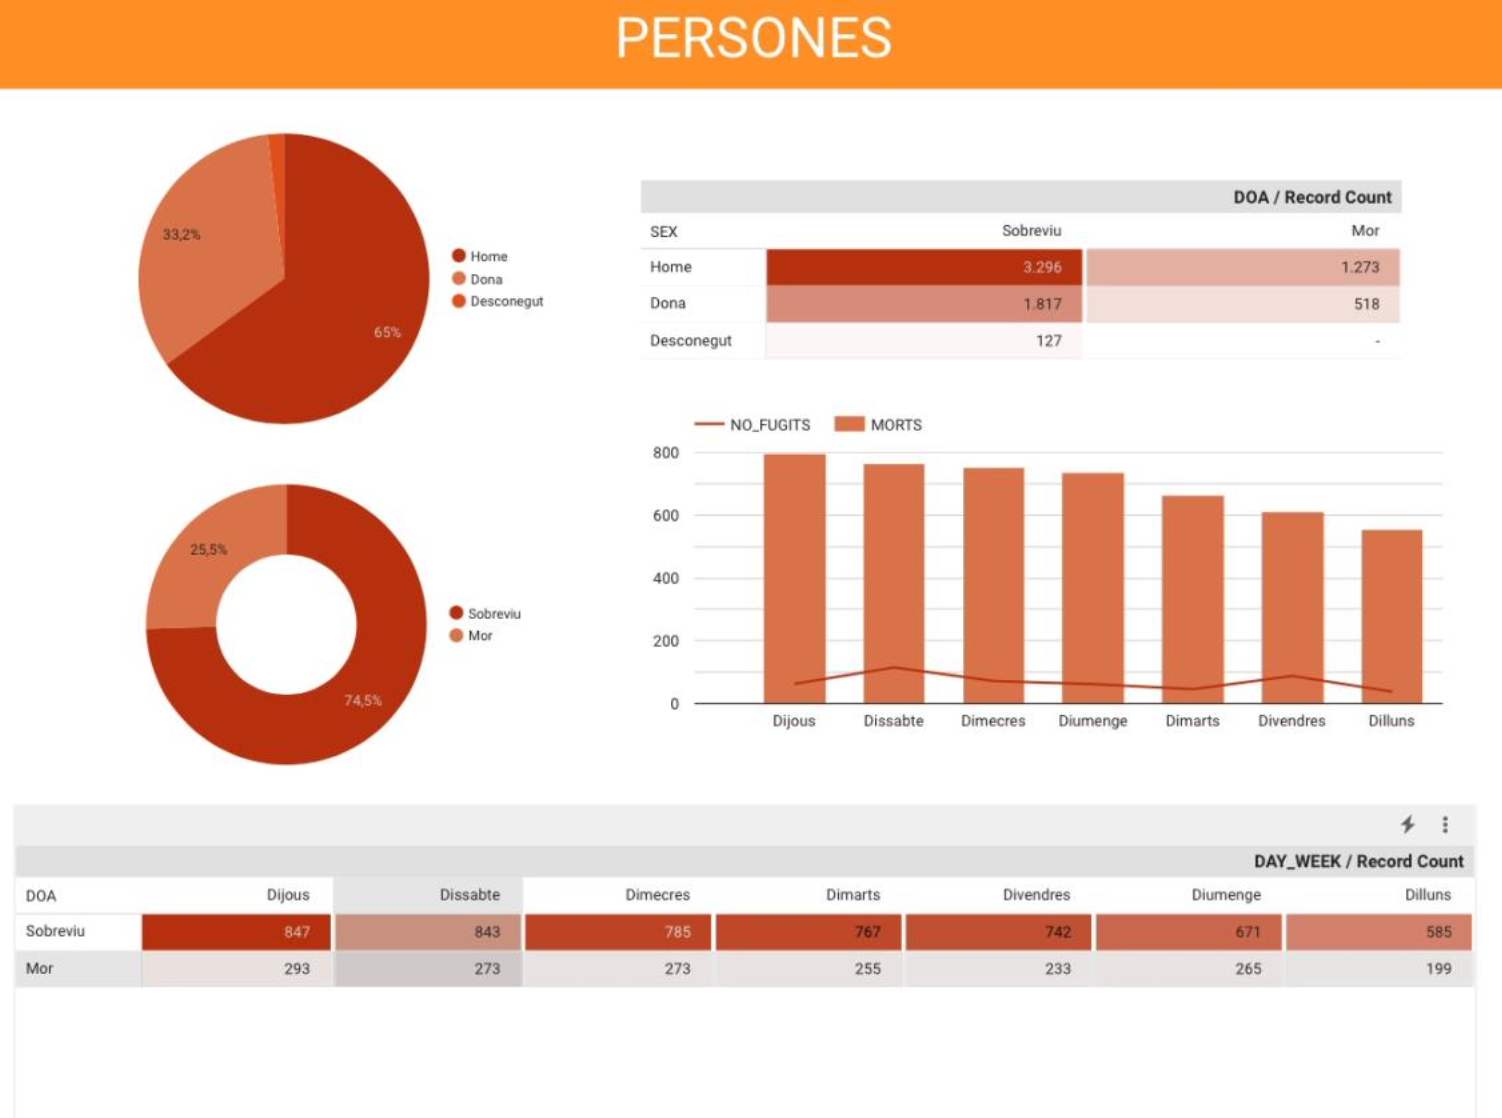 PERSONES
33,2%
65%
Home
Dona
Desconegut
DOA / Record Count
SEX Sobreviu Mor
Home 3.296 1.273
Dona 1.817 518
Desconegut 127 -
25,5%
74,5%
Sobreviu
Mor
NO_FUGITS MORTS
800
600
400
200
0
Dijous Dissabte Dimecres Diumenge Dimarts Divendres Dilluns
DAY_WEEK / Record Count
DOA Dijous Dissabte Dimecres Dimarts Divendres Diumenge Dilluns
Sobreviu 847 843 785 767 742 671 585
Mor 293 273 273 255 233 265 199